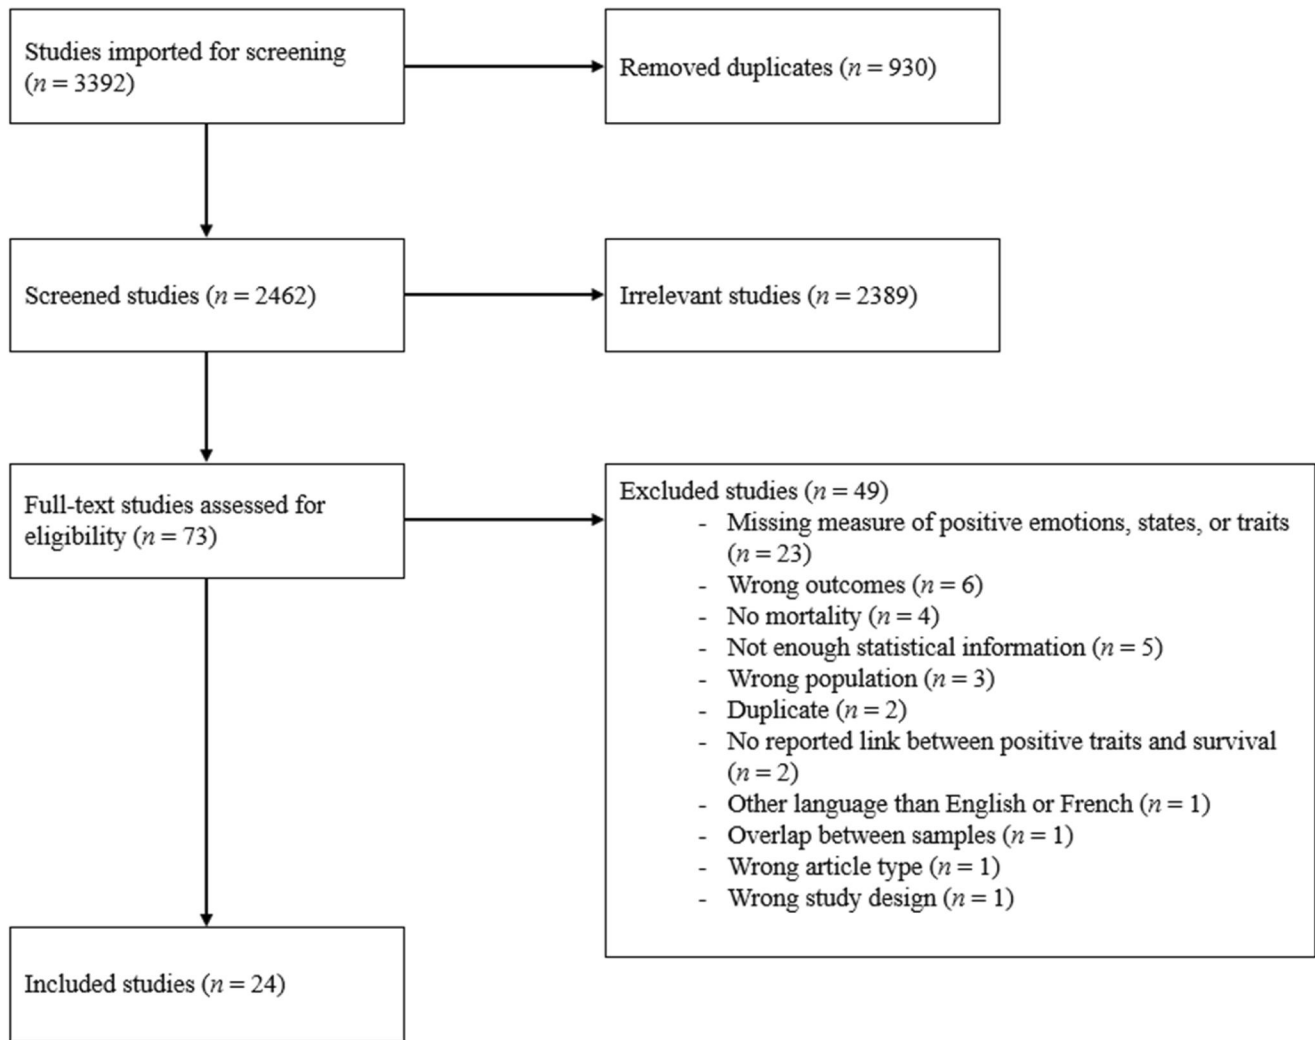 Studies imported for screening
(n = 3392)
Removed duplicates (n = 930)
Screened studies (n = 2462)
Irrelevant studies (n = 2389)
Full-text studies assessed for
eligibility (n = 73)
Excluded studies (n = 49)
- Missing measure of positive emotions, states, or traits
(n = 23)
- Wrong outcomes (n = 6)
- No mortality (n = 4)
- Not enough statistical information (n = 5)
- Wrong population (n = 3)
- Duplicate (n = 2)
- No reported link between positive traits and survival
(n = 2)
- Other language than English or French (n = 1)
- Overlap between samples (n = 1)
- Wrong article type (n = 1)
- Wrong study design (n = 1)
Included studies (n = 24)